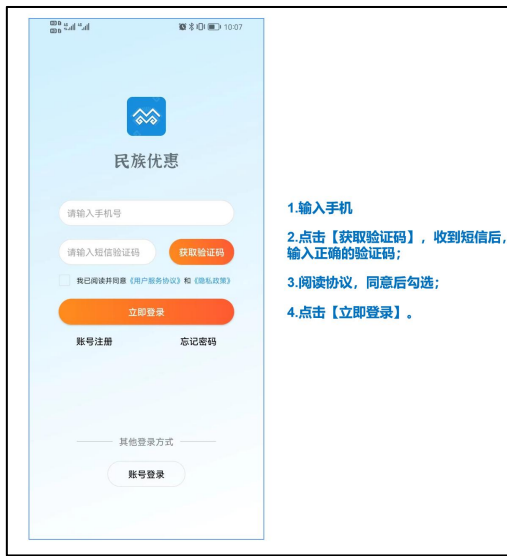 10:07
民族优惠
请输入手机号
请输入短信验证码
获取验证码
我已阅读并同意《用户服务协议》和《隐私政策》
立即登录
账号注册
忘记密码
其他登录方式
账号登录
1.输入手机
2.点击【获取验证码】，收到短信后，
输入正确的验证码；
3.阅读协议，同意后勾选；
4.点击【立即登录】。